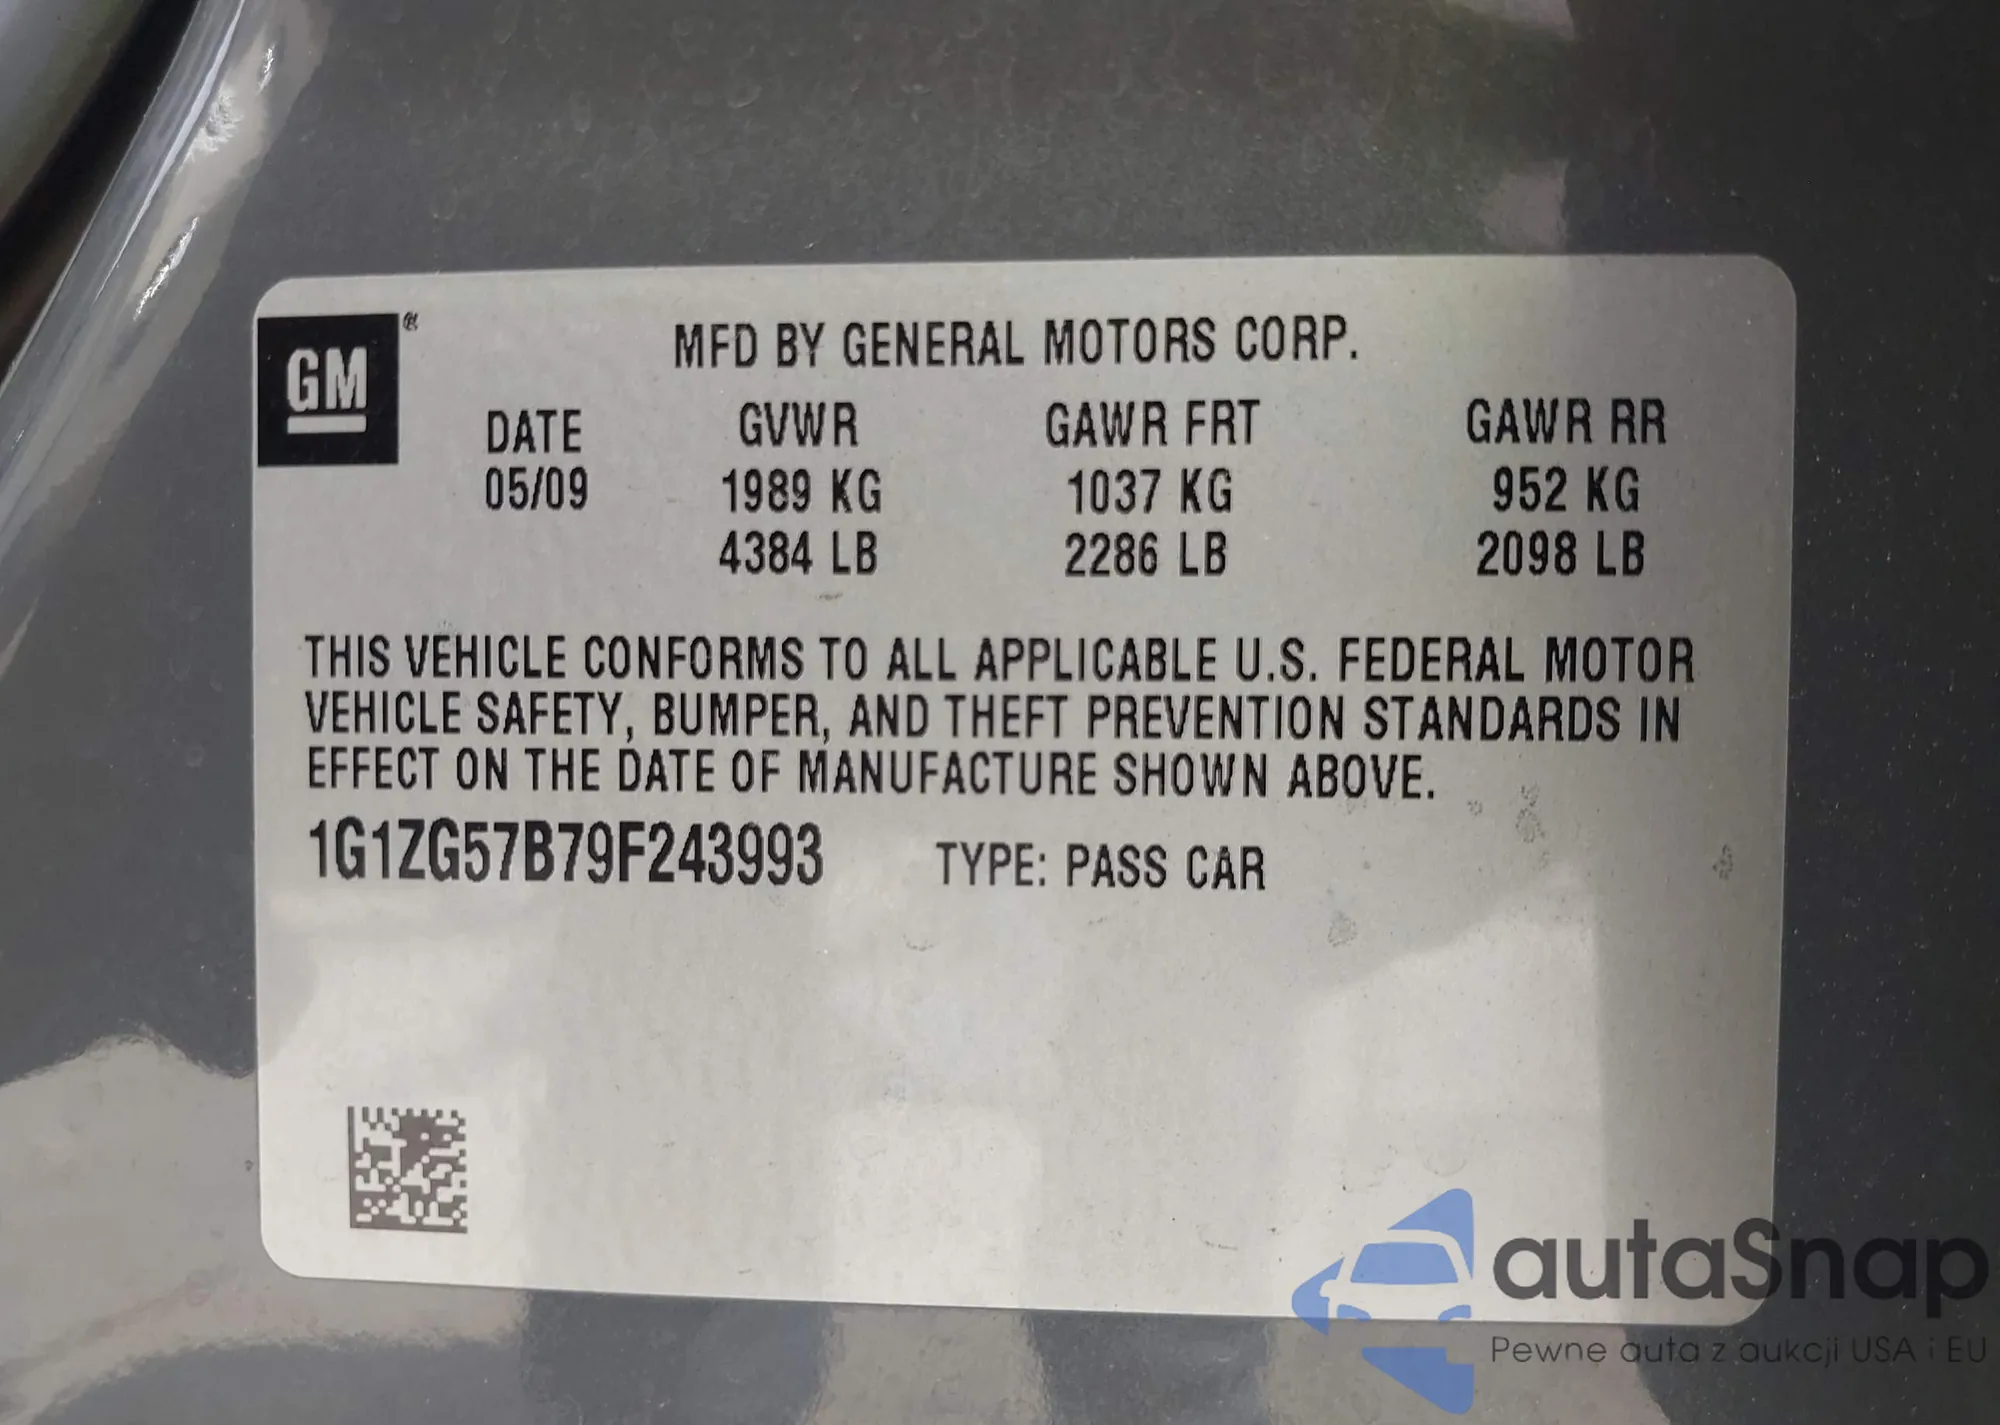 GM®
MFD BY GENERAL MOTORS CORP.
DATE GVWR GAWR FRT GAWR RR
05/09 1989 KG 1037 KG 952 KG
4384 LB 2286 LB 2098 LB
THIS VEHICLE CONFORMS TO ALL APPLICABLE U.S. FEDERAL MOTOR
VEHICLE SAFETY, BUMPER, AND THEFT PREVENTION STANDARDS IN
EFFECT ON THE DATE OF MANUFACTURE SHOWN ABOVE.
1G1ZG57B79F243993 TYPE: PASS CAR
autaSnap
Pewne auta z aukcji USA i EU